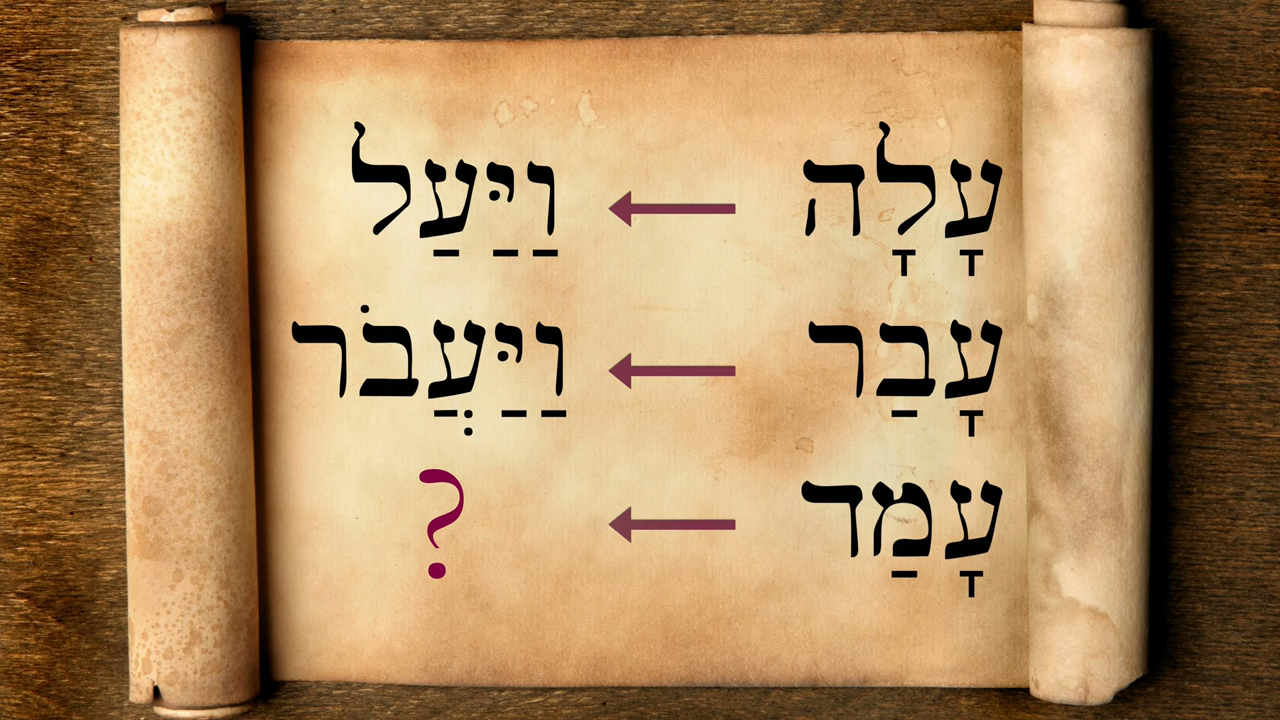 עָלָה ← וַיַּעַל
עָבַר ← וַיַּעֲבֹר
עָמַד ← ?